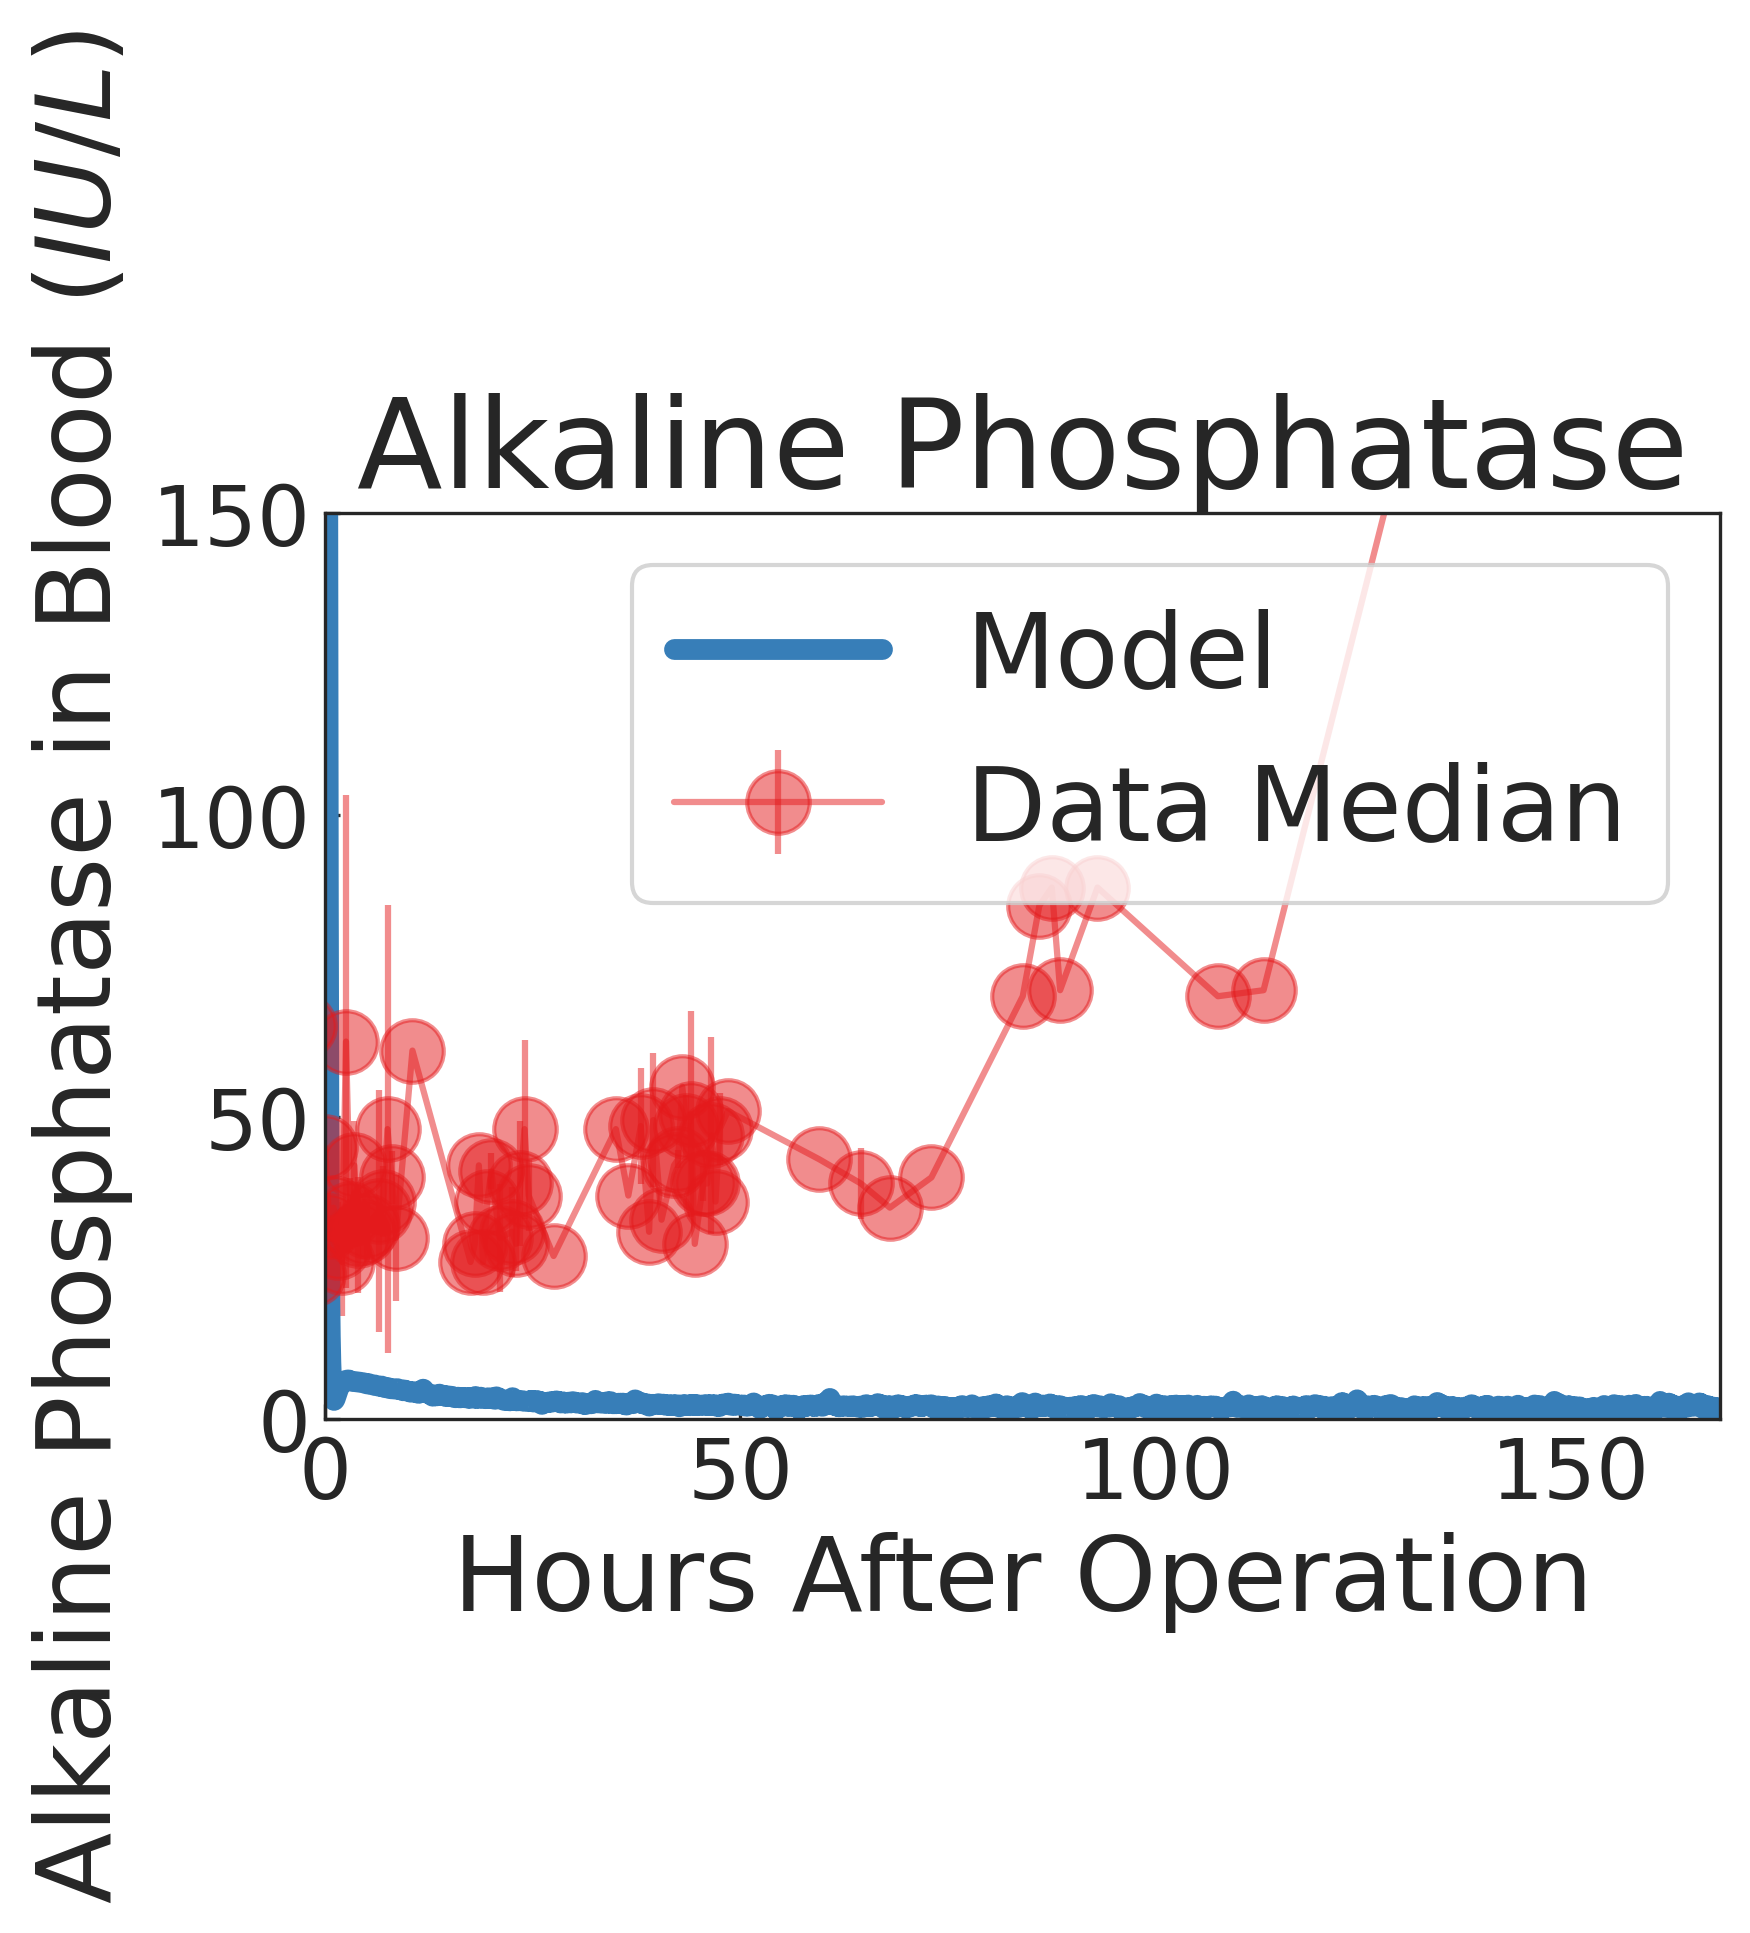 Alkaline Phosphatase
Alkaline Phosphatase in Blood (IU/L)
150
100
50
0
Model
Data Median
0 50 100 150
Hours After Operation